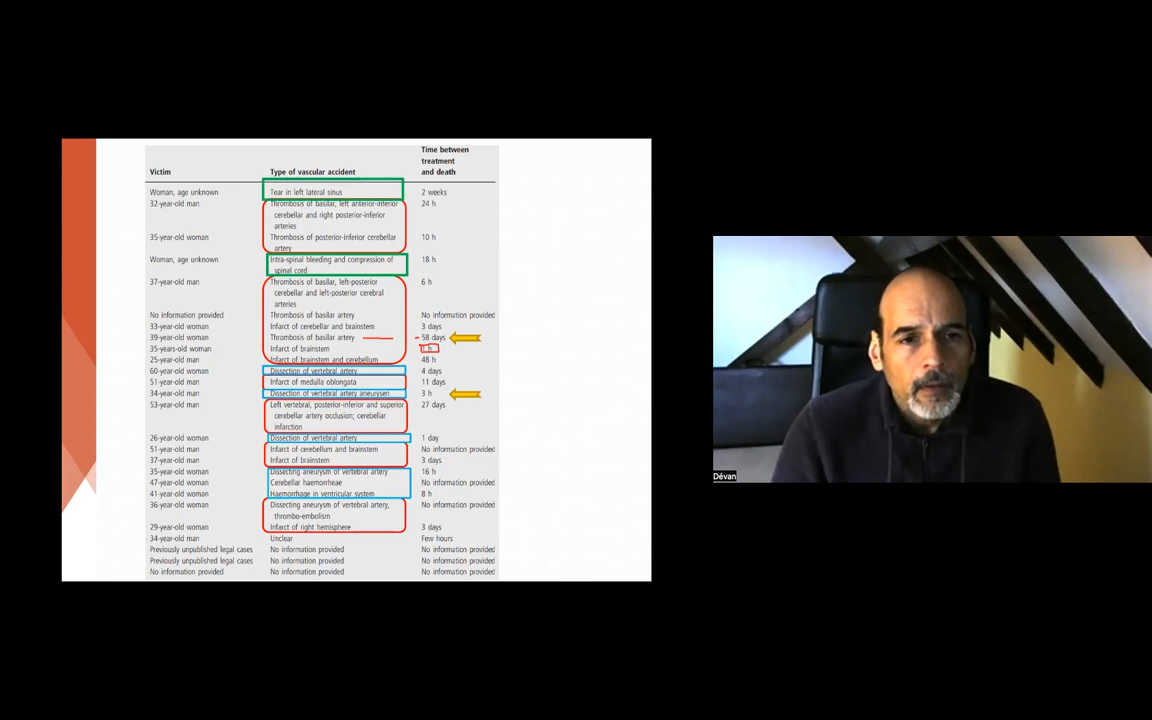 Time between
treatment
Victim Type of vascular accident and death
Woman, age unknown Tear in left lateral sinus 2 weeks
32-year-old man Thrombosis of basilar, left anterior-inferior 24 h
cerebellar and right posterior-inferior
arteries
35-year-old woman Thrombosis of posterior-inferior cerebellar 10 h
artery
Woman, age unknown Intra-spinal bleeding and compression of 18 h
spinal cord
37-year-old man Thrombosis of basilar, left-posterior 6 h
cerebellar and left-posterior cerebral
arteries
No information provided Thrombosis of basilar artery No information provided
33-year-old woman Infarct of cerebellar and brainstem 3 days
39-year-old woman Thrombosis of basilar artery 58 days
35-years-old woman Infarct of brainstem 1 h
25-year-old man Infarct of brainstem and cerebellum 48 h
60-year-old woman Dissection of vertebral artery 4 days
51-year-old man Infarct of medulla oblongata 11 days
34-year-old man Dissection of vertebral artery aneurysen 3 h
53-year-old man Left vertebral, posterior-inferior and superior 27 days
cerebellar artery occlusion; cerebellar
infarction
26-year-old woman Dissection of vertebral artery 1 day
51-year-old man Infarct of cerebellum and brainstem No information provided
37-year-old man Infarct of brainstem 3 days
35-year-old woman Dissecting aneurysm of vertebral artery 16 h
47-year-old woman Cerebellar haemorrheae No information provided
41-year-old woman Haemorrhage in ventricular system 8 h
36-year-old woman Dissecting aneurysm of vertebral artery, No information provided
thrombo-embolism
29-year-old woman Infarct of right hemisphere 3 days
34-year-old man Unclear Few hours
Previously unpublished legal cases No information provided No information provided
Previously unpublished legal cases No information provided No information provided
No information provided No information provided No information provided
Dévan